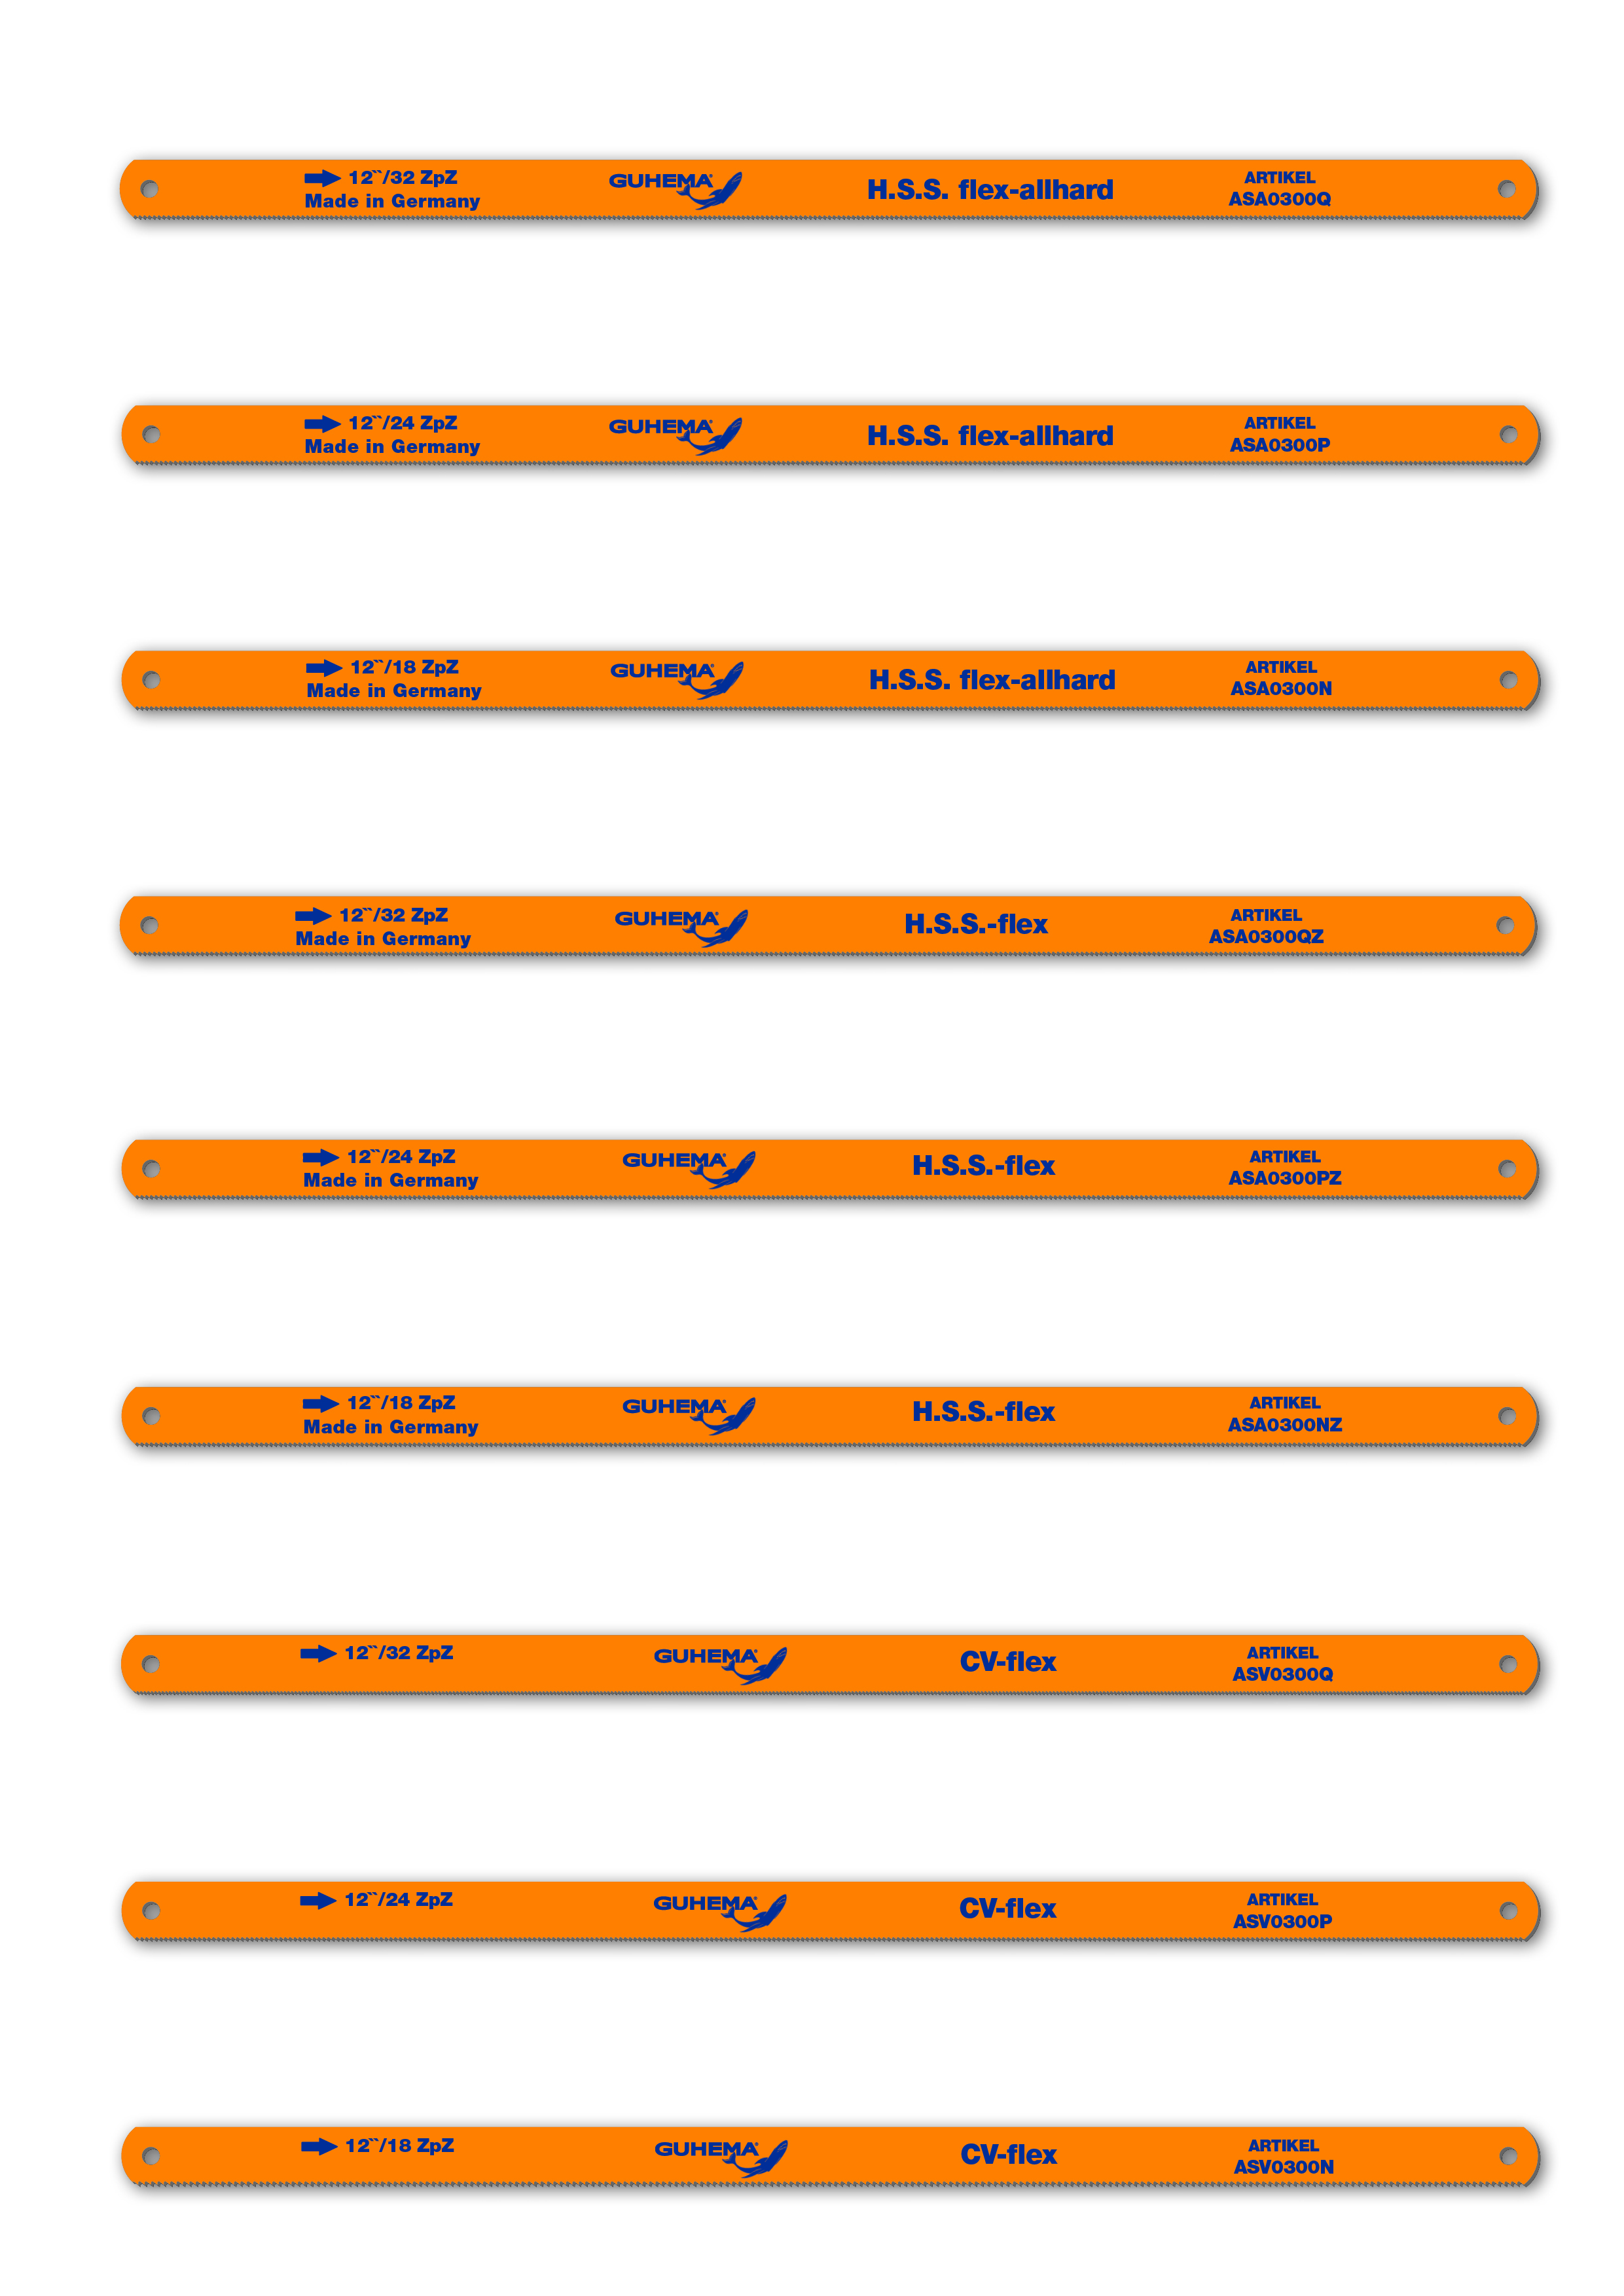 12``/32 ZpZ
Made in Germany
GUHEMA®
H.S.S. flex-allhard
ARTIKEL
ASA0300Q
12``/24 ZpZ
Made in Germany
GUHEMA®
H.S.S. flex-allhard
ARTIKEL
ASA0300P
12``/18 ZpZ
Made in Germany
GUHEMA®
H.S.S. flex-allhard
ARTIKEL
ASA0300N
12``/32 ZpZ
Made in Germany
GUHEMA®
H.S.S.-flex
ARTIKEL
ASA0300QZ
12``/24 ZpZ
Made in Germany
GUHEMA®
H.S.S.-flex
ARTIKEL
ASA0300PZ
12``/18 ZpZ
Made in Germany
GUHEMA®
H.S.S.-flex
ARTIKEL
ASA0300NZ
12``/32 ZpZ
GUHEMA®
CV-flex
ARTIKEL
ASV0300Q
12``/24 ZpZ
GUHEMA®
CV-flex
ARTIKEL
ASV0300P
12``/18 ZpZ
GUHEMA®
CV-flex
ARTIKEL
ASV0300N